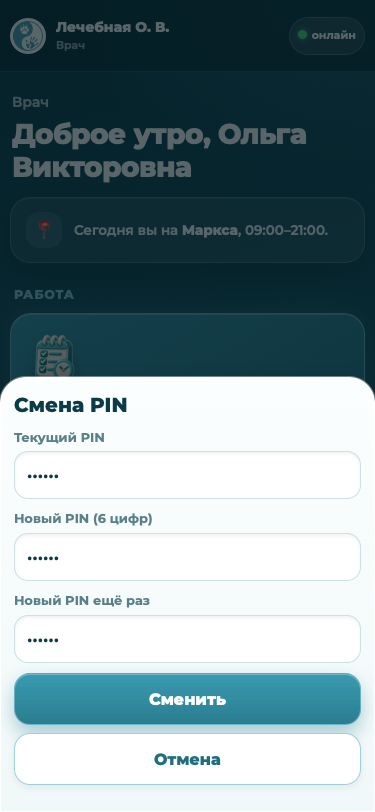 Лечебная О. В.
Врач
онлайн
Врач
Доброе утро, Ольга
Викторовна
Сегодня вы на Маркса, 09:00–21:00.
РАБОТА
Смена PIN
Текущий PIN
••••••
Новый PIN (6 цифр)
••••••
Новый PIN ещё раз
••••••
Сменить
Отмена